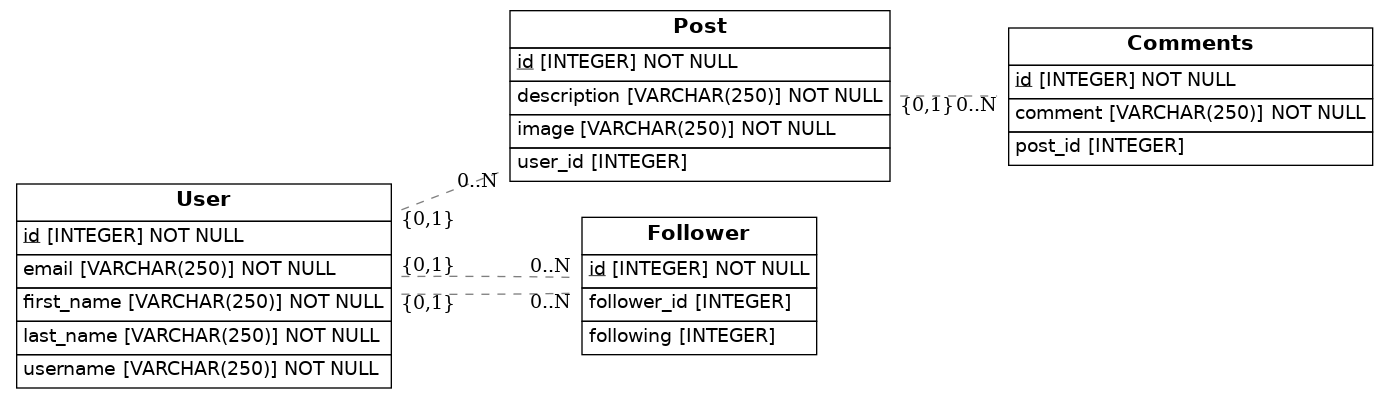 Post
id [INTEGER] NOT NULL
description [VARCHAR(250)] NOT NULL
image [VARCHAR(250)] NOT NULL
user_id [INTEGER]
Comments
id [INTEGER] NOT NULL
comment [VARCHAR(250)] NOT NULL
post_id [INTEGER]
{0,1} 0..N
User
id [INTEGER] NOT NULL
email [VARCHAR(250)] NOT NULL
first_name [VARCHAR(250)] NOT NULL
last_name [VARCHAR(250)] NOT NULL
username [VARCHAR(250)] NOT NULL
0..N
{0,1}
{0,1} 0..N
{0,1} 0..N
Follower
id [INTEGER] NOT NULL
follower_id [INTEGER]
following [INTEGER]